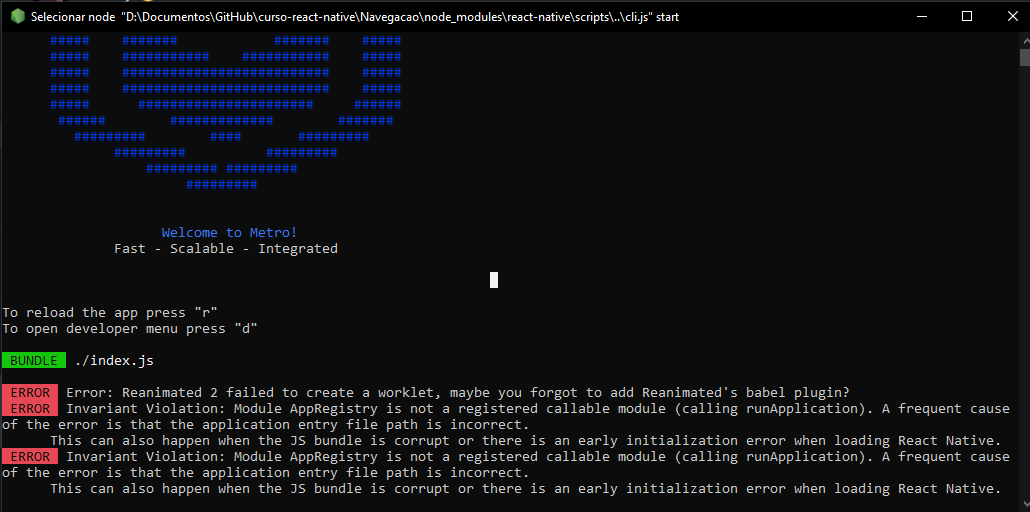 Selecionar node "D:\Documentos\GitHub\curso-react-native\Navegacao\node_modules\react-native\scripts\..\cli.js" start
#####    #######            #######    #####
#####    ###########    ###########    #####
#####    ##########################    #####
#####    ##########################    #####
#####      ######################     ######
######        #############        #######
#########        ####       #########
#########          #########
######### #########
#########
Welcome to Metro!
Fast - Scalable - Integrated
To reload the app press "r"
To open developer menu press "d"
BUNDLE ./index.js
ERROR Error: Reanimated 2 failed to create a worklet, maybe you forgot to add Reanimated's babel plugin?
ERROR Invariant Violation: Module AppRegistry is not a registered callable module (calling runApplication). A frequent cause
of the error is that the application entry file path is incorrect.
This can also happen when the JS bundle is corrupt or there is an early initialization error when loading React Native.
ERROR Invariant Violation: Module AppRegistry is not a registered callable module (calling runApplication). A frequent cause
of the error is that the application entry file path is incorrect.
This can also happen when the JS bundle is corrupt or there is an early initialization error when loading React Native.